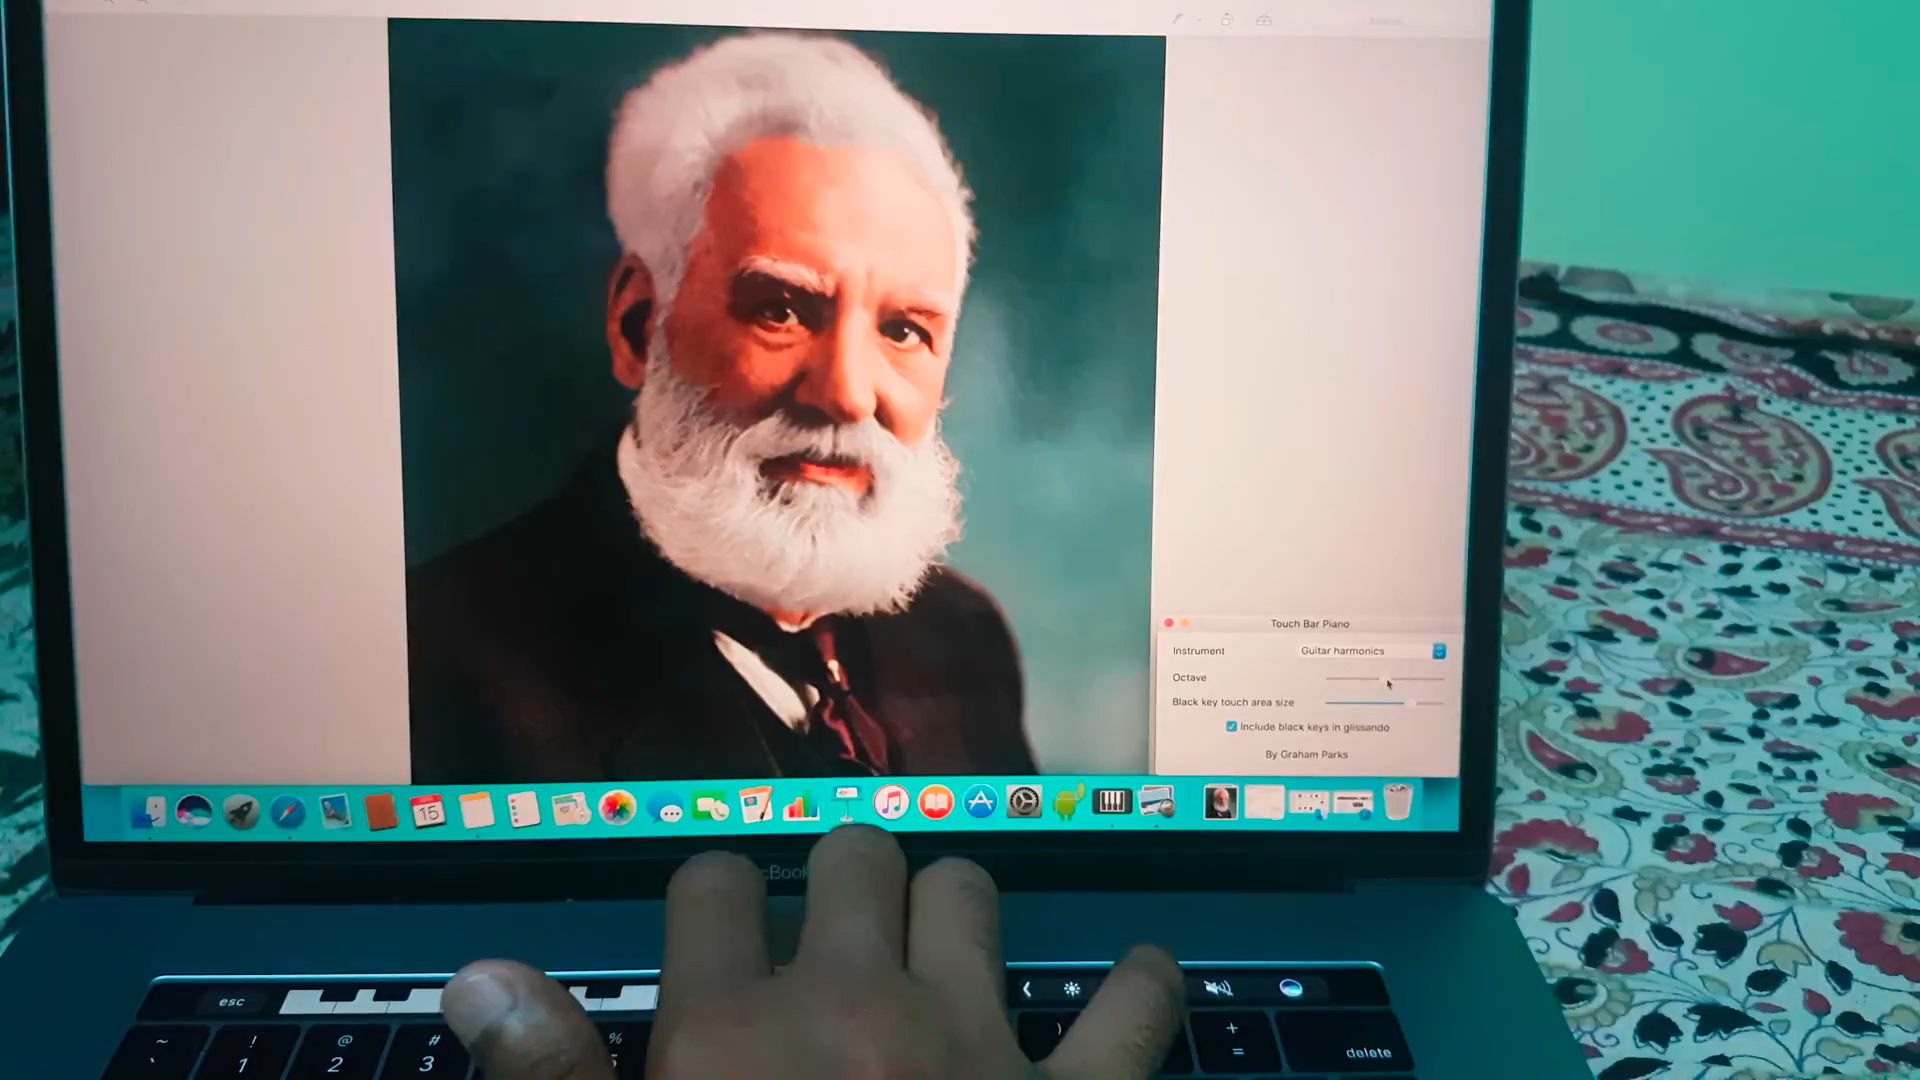 Touch Bar Piano
Instrument Guitar harmonics
Octave
Black key touch area size
Include black keys in glissando
By Graham Parks
15
cBook
esc
~ ! @ # %
` 1 2 3
) +
=
delete